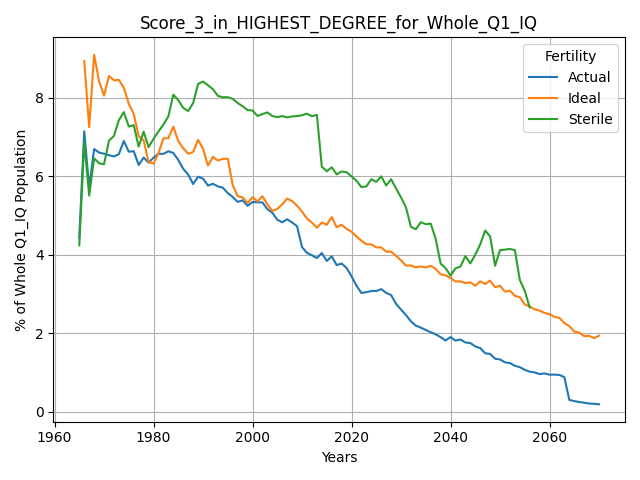 Score_3_in_HIGHEST_DEGREE_for_Whole_Q1_IQ
Fertility
Actual
Ideal
Sterile
% of Whole Q1_IQ Population
8
6
4
2
0
1960 1980 2000 2020 2040 2060
Years